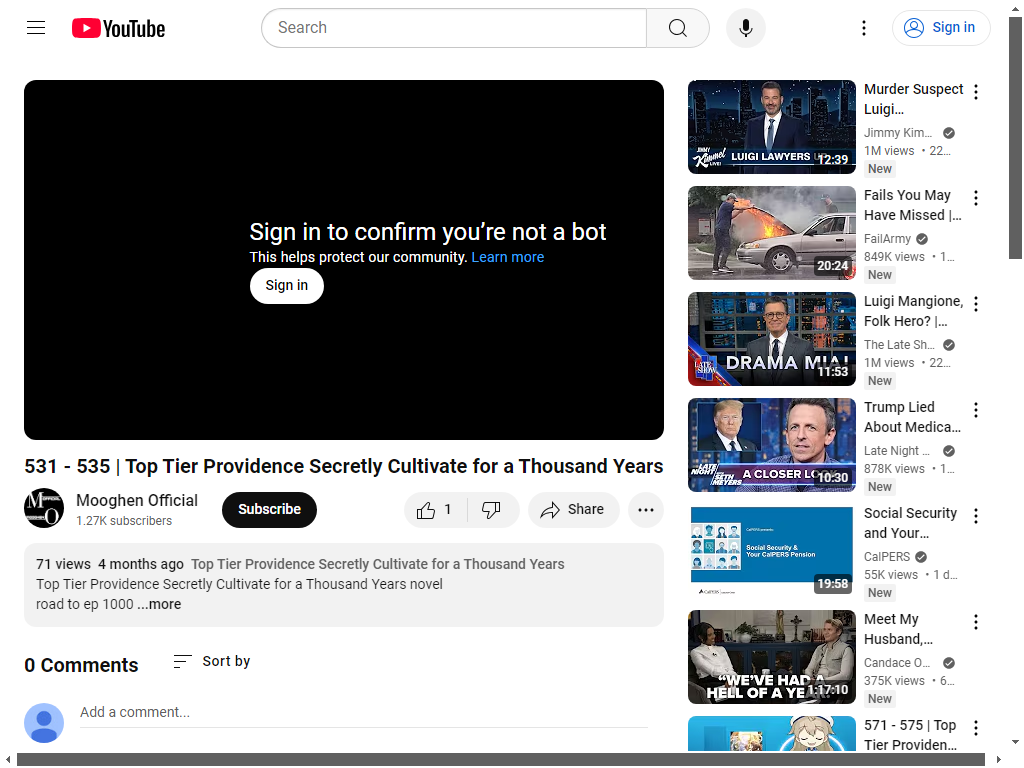 YouTube
Search
Sign in
Sign in to confirm you’re not a bot
This helps protect our community. Learn more
Sign in
531 - 535 | Top Tier Providence Secretly Cultivate for a Thousand Years
Mooghen Official
1.27K subscribers
Subscribe
1
Share
71 views 4 months ago Top Tier Providence Secretly Cultivate for a Thousand Years
Top Tier Providence Secretly Cultivate for a Thousand Years novel
road to ep 1000 ...more
0 Comments
Sort by
Add a comment...
JIMMY
Kimmel
LIVE!
LUIGI LAWYERS
12:39
Murder Suspect
Luigi...
Jimmy Kim...
1M views • 22...
New
20:24
Fails You May
Have Missed |...
FailArmy
849K views • 1...
New
LATE SHOW
DRAMA MIA!
11:53
Luigi Mangione,
Folk Hero? |...
The Late Sh...
1M views • 22...
New
LATE NIGHT
SETH
MEYERS
A CLOSER LOOK
10:30
Trump Lied
About Medica...
Late Night ...
878K views • 1...
New
CalPERS presents:
Social Security &
Your CalPERS Pension
CalPERS
19:58
Social Security
and Your...
CalPERS
55K views • 1 d...
New
“WE’VE HAD A
HELL OF A YE
1:17:10
Meet My
Husband,...
Candace O...
375K views • 6...
New
571 - 575 | Top
Tier Providen...